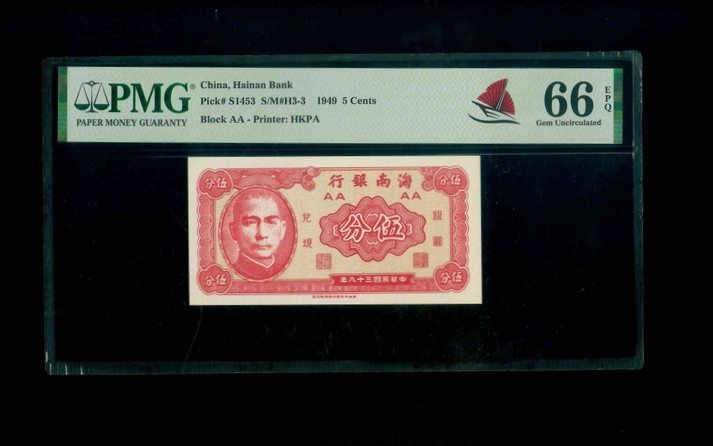 PMG
PAPER MONEY GUARANTY
China, Hainan Bank
Pick# S1453 S/M#H3-3 1949 5 Cents
Block AA - Printer: HKPA
66 EPQ
Gem Uncirculated
行銀南海
AA AA
分伍
分伍
兌現
分伍
銀圓
年八十三國民華中
分伍
分伍